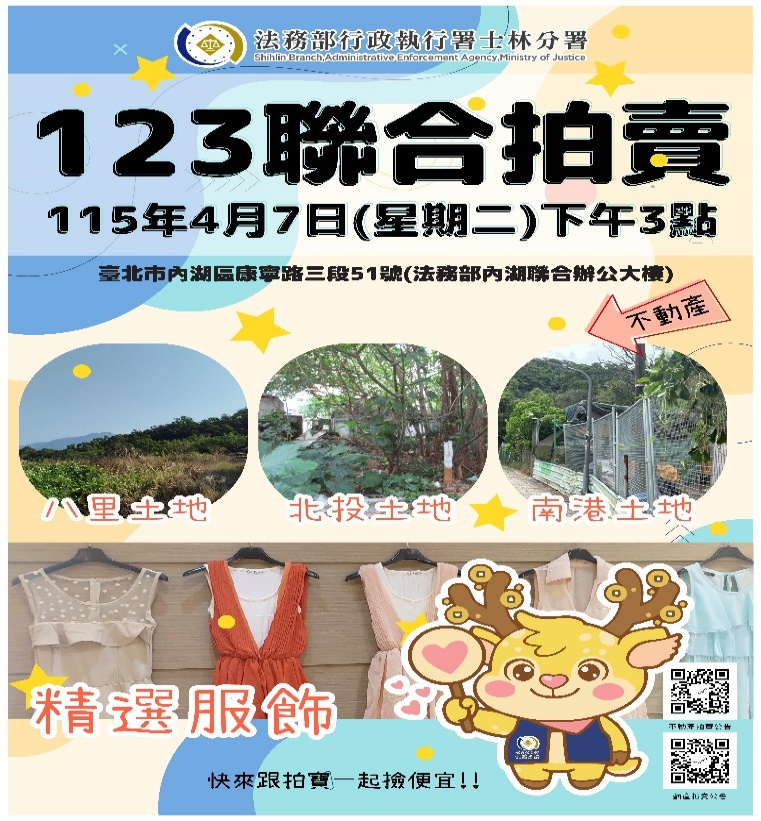 法務部行政執行署士林分署
Shihlin Branch,Administrative Enforcement Agency,Ministry of Justice
123聯合拍賣
115年4月7日(星期二)下午3點
臺北市內湖區康寧路三段51號(法務部內湖聯合辦公大樓)
不動產
八里土地
北投土地
南港土地
精選服飾
不動產拍賣公告
動產拍賣公告
快來跟拍寶一起撿便宜!!